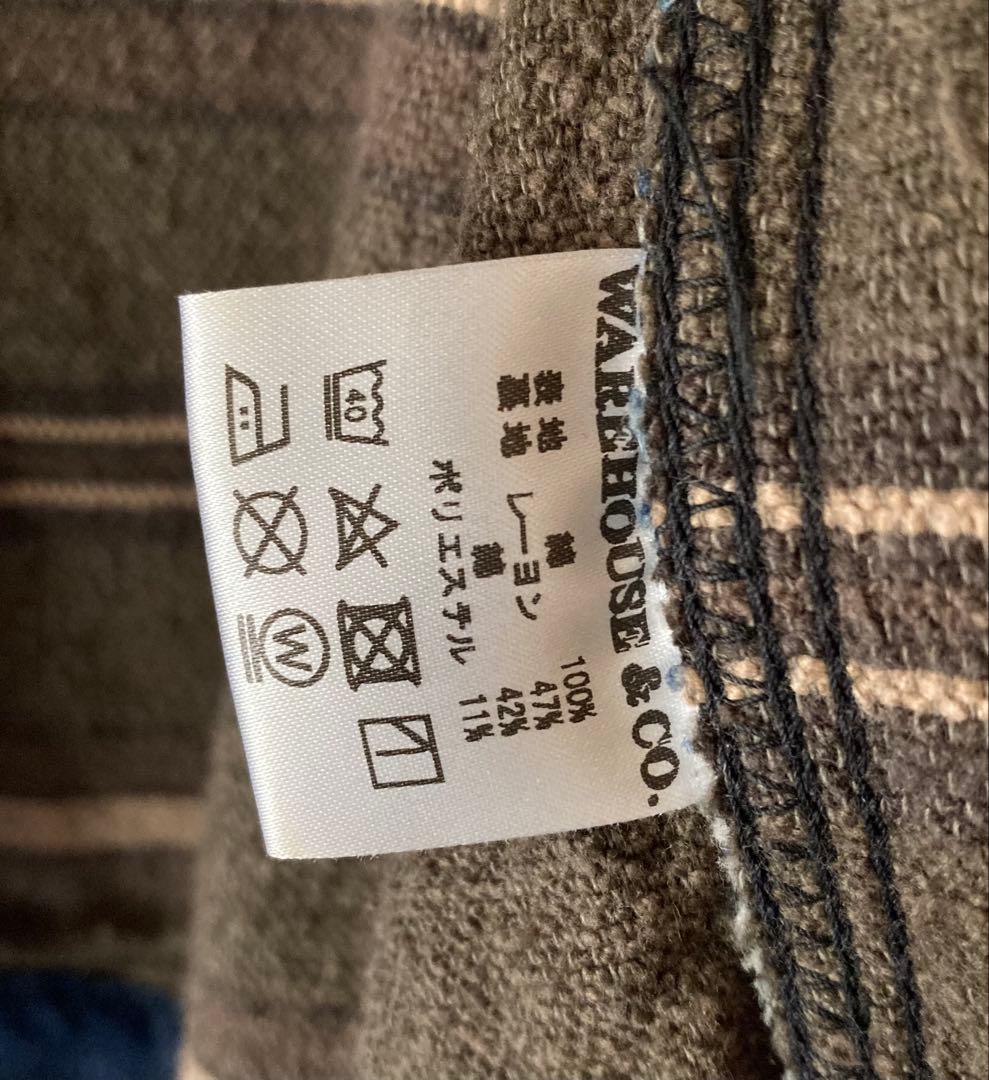 WAREHOUSE & CO.
表地 綿 100%
裏地 レーヨン 47%
綿 42%
ポリエステル 11%
40
W